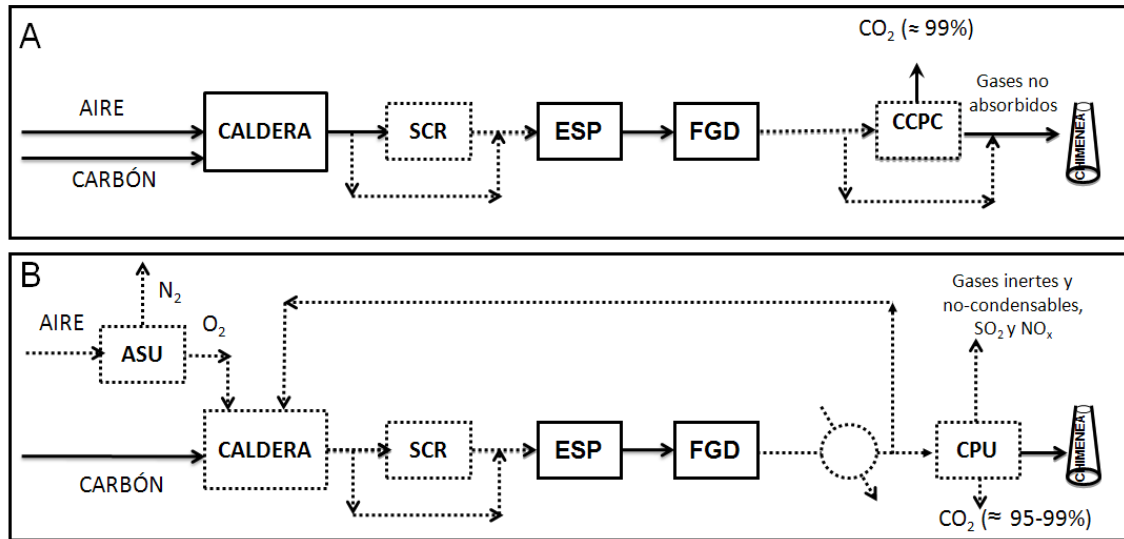 A
CO₂ (≈ 99%)
Gases no
absorbidos
AIRE
CARBÓN
CALDERA
SCR
ESP
FGD
CCPC
CHIMENEA
B
N₂
AIRE
O₂
ASU
Gases inertes y
no-condensables,
SO₂ y NOₓ
CARBÓN
CALDERA
SCR
ESP
FGD
CPU
CHIMENEA
CO₂ (≈ 95-99%)